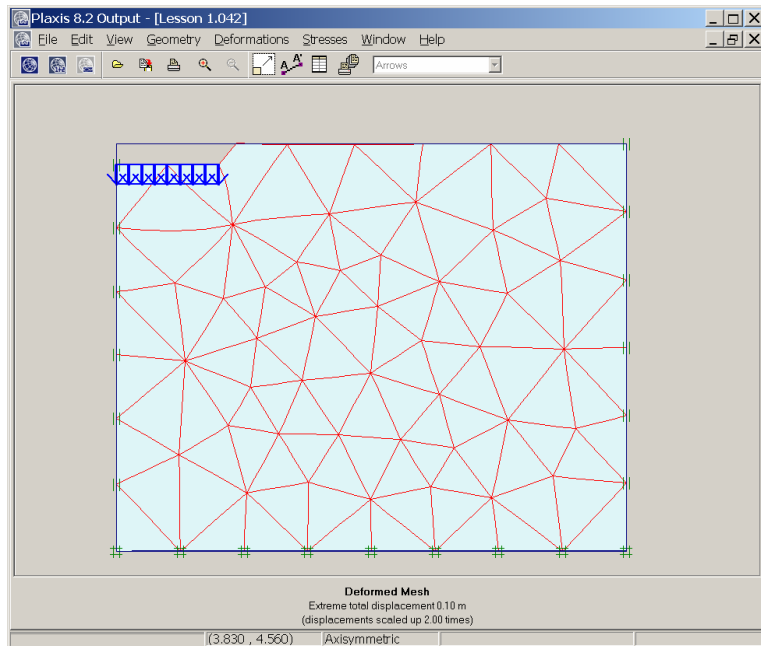 Plaxis 8.2 Output - [Lesson 1.042]
File Edit View Geometry Deformations Stresses Window Help
Arrows
Deformed Mesh
Extreme total displacement 0.10 m
(displacements scaled up 2.00 times)
(3.830 , 4.560) Axisymmetric